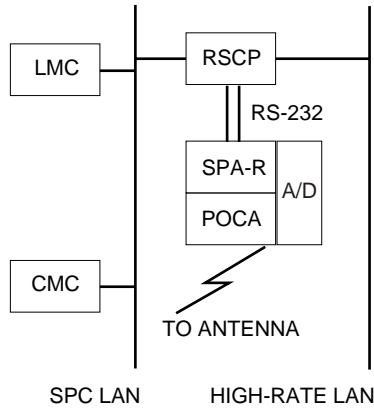 LMC
RSCP
RS-232
SPA-R
A/D
POCA
CMC
TO ANTENNA
SPC LAN
HIGH-RATE LAN